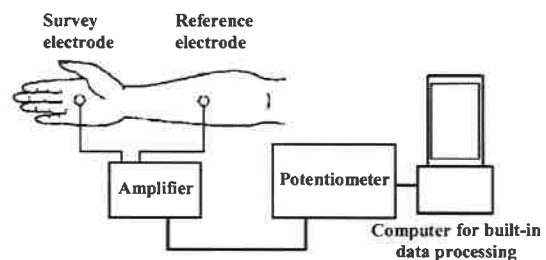 Survey
electrode
Reference
electrode
Amplifier
Potentiometer
Computer for built-in
data processing